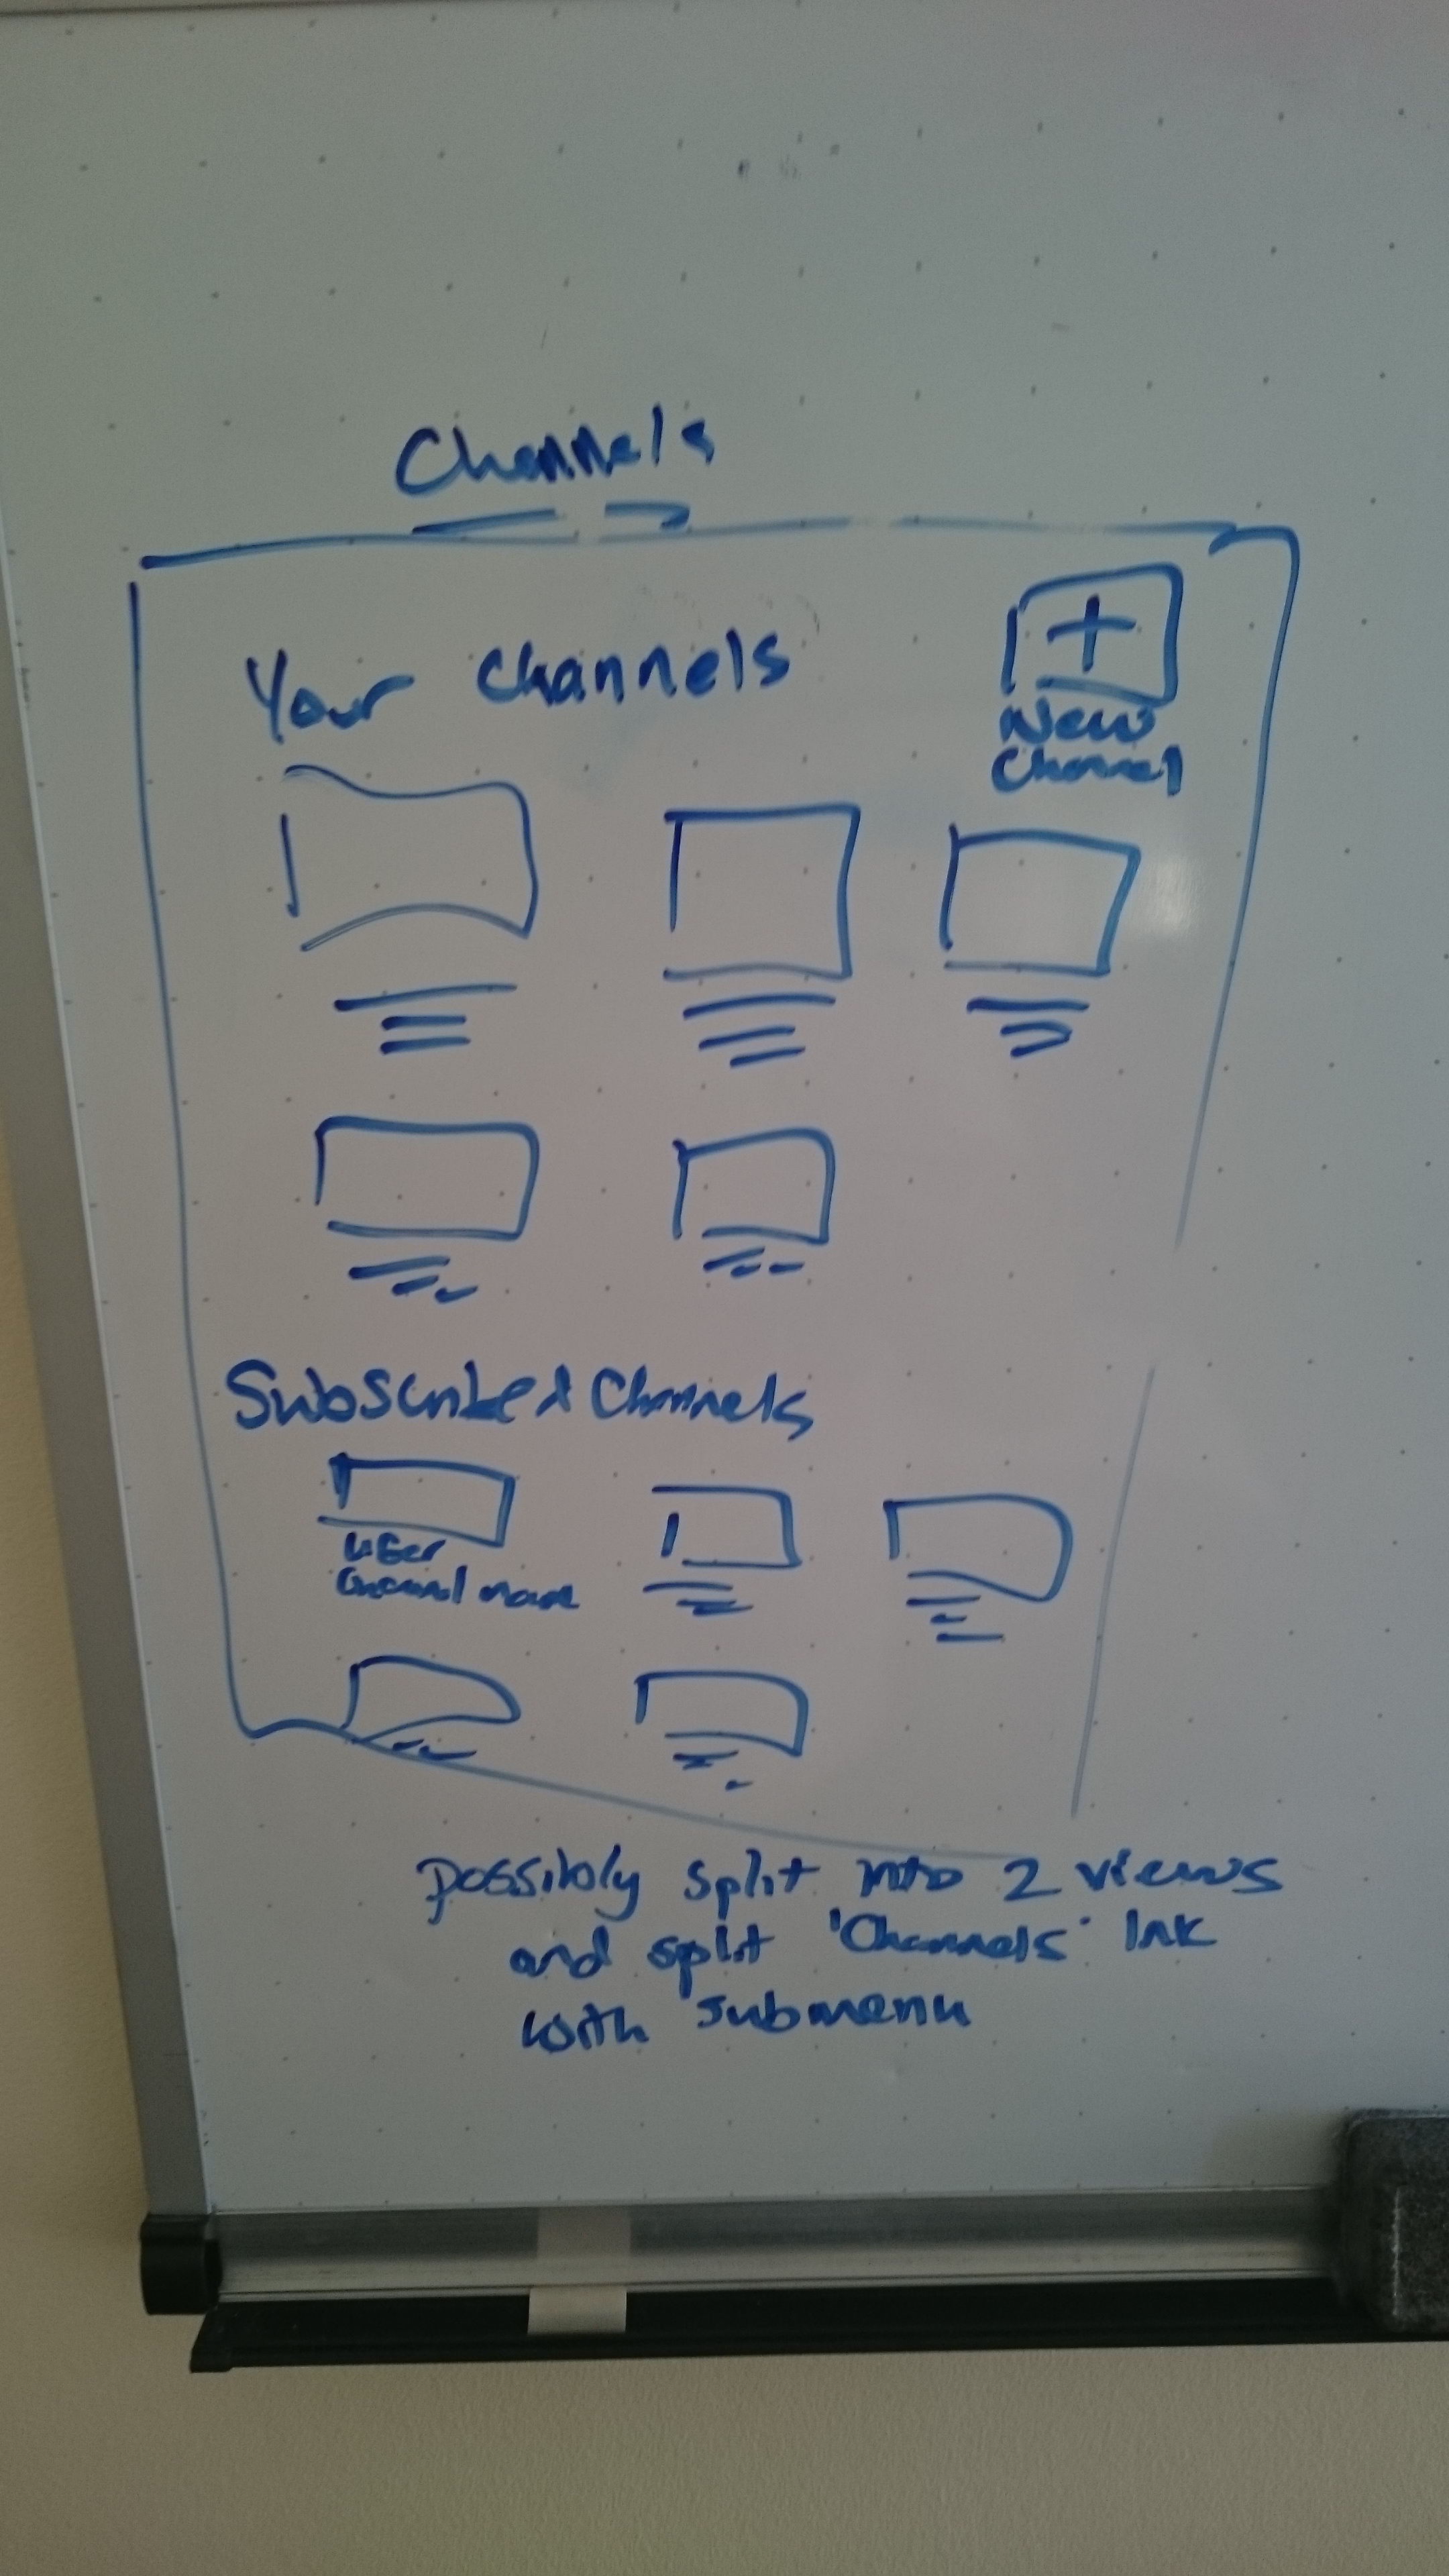 Channels
Your Channels
+
New
Channel
Subscribed Channels
User
Channel name
possibly split into 2 views
and split 'Channels' link
with submenu